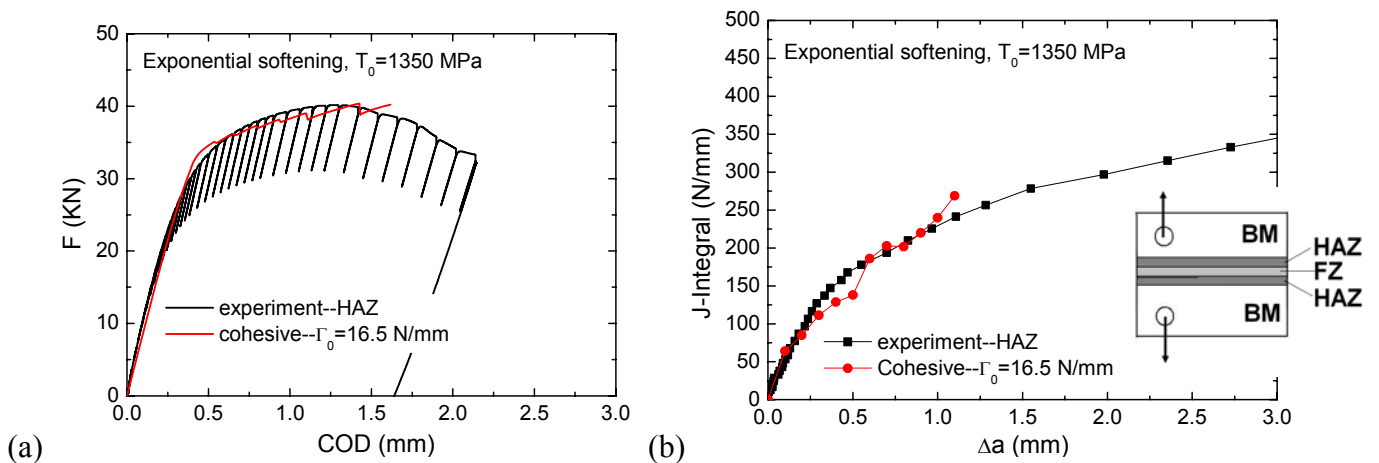 Exponential softening, T0=1350 MPa
50
40
30
20
10
0
F (KN)
experiment--HAZ
cohesive--Γ0=16.5 N/mm
0.0 0.5 1.0 1.5 2.0 2.5 3.0
COD (mm)
(a)
Exponential softening, T0=1350 MPa
500
450
400
350
300
250
200
150
100
50
0
J-Integral (N/mm)
experiment--HAZ
Cohesive--Γ0=16.5 N/mm
0.0 0.5 1.0 1.5 2.0 2.5 3.0
Δa (mm)
(b)
BM
HAZ
FZ
HAZ
BM